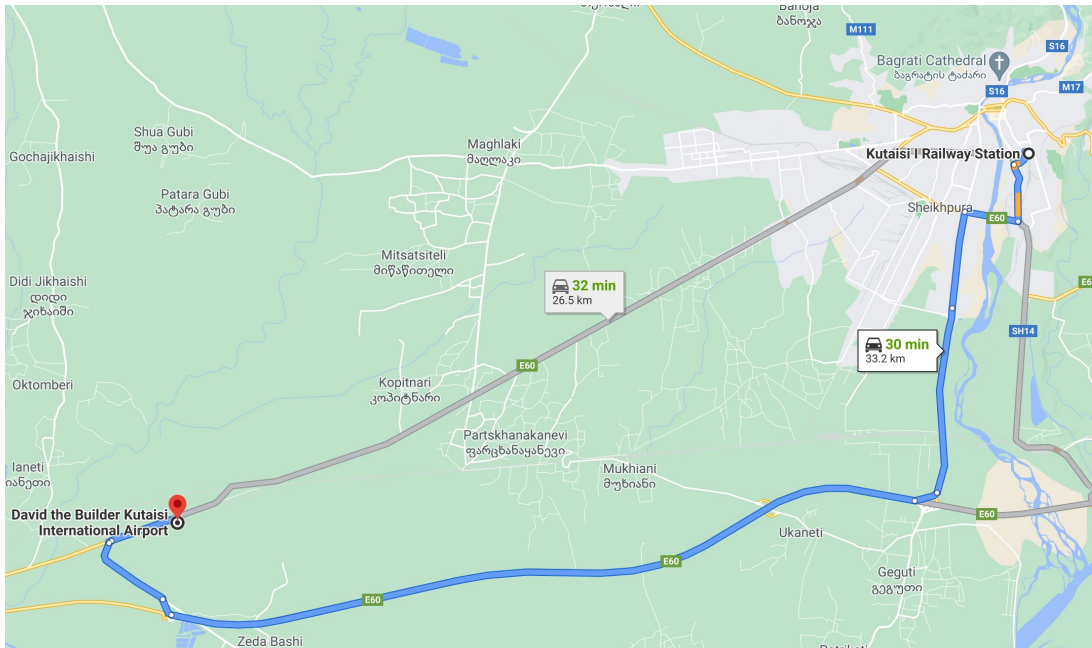 Banoja
ბანოჯა
M111
Bagrati Cathedral
ბაგრატის ტაძარი
S16
S16
M17
Shua Gubi
შუა გუბი
Gochajikhaishi
Maghlaki
მაღლაკი
Kutaisi I Railway Station
Patara Gubi
პატარა გუბი
Sheikhpura
E60
Mitsatsiteli
მიწაწითელი
Didi Jikhaishi
დიდი
ჯიხაიში
32 min
26.5 km
SH14
30 min
33.2 km
E60
Oktomberi
Kopitnari
კოპიტნარი
Partskhanakanevi
ფარცხანაყანევი
Mukhiani
მუხიანი
Ianeti
იანეთი
David the Builder Kutaisi
International Airport
E60
Ukaneti
E60
Geguti
გეგუთი
E60
Zeda Bashi